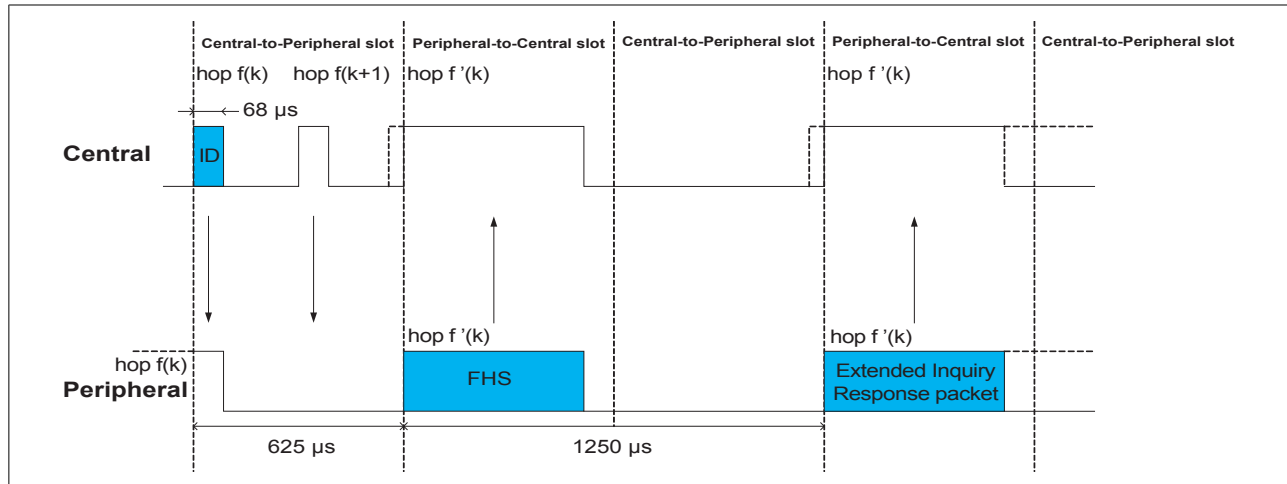 Central-to-Peripheral slot
Peripheral-to-Central slot
Central-to-Peripheral slot
Peripheral-to-Central slot
Central-to-Peripheral slot
hop f(k)
hop f(k+1)
hop f '(k)
hop f '(k)
68 µs
Central
ID
hop f '(k)
hop f '(k)
hop f(k)
Peripheral
FHS
Extended Inquiry
Response packet
625 µs
1250 µs